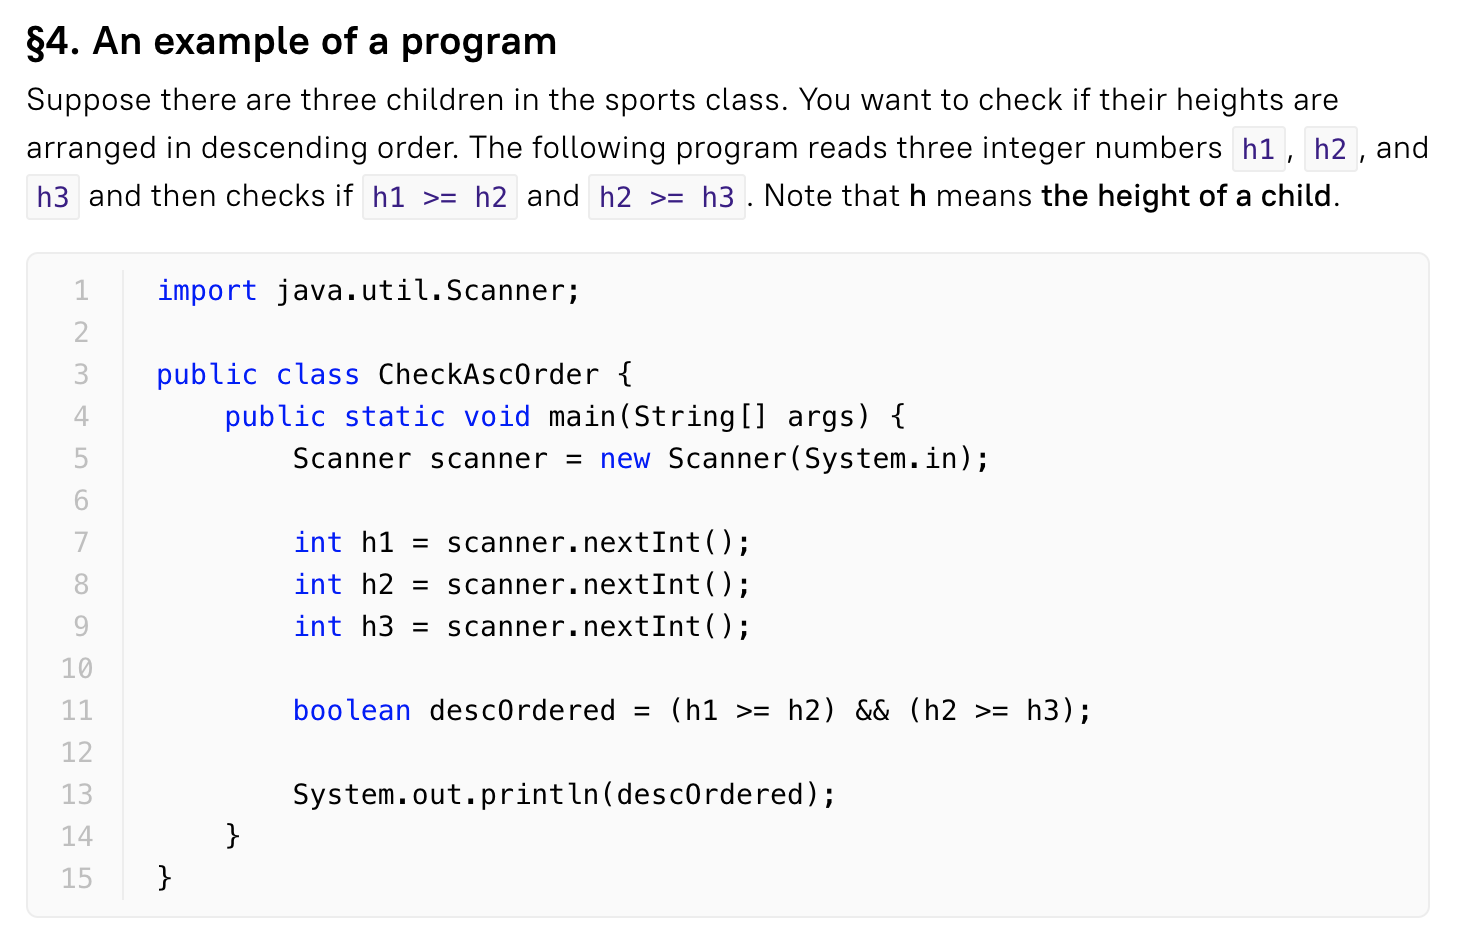 §4. An example of a program
Suppose there are three children in the sports class. You want to check if their heights are
arranged in descending order. The following program reads three integer numbers h1, h2, and
h3 and then checks if h1 >= h2 and h2 >= h3. Note that h means the height of a child.
1 import java.util.Scanner;
2
3 public class CheckAscOrder {
4     public static void main(String[] args) {
5         Scanner scanner = new Scanner(System.in);
6
7         int h1 = scanner.nextInt();
8         int h2 = scanner.nextInt();
9         int h3 = scanner.nextInt();
10
11         boolean descOrdered = (h1 >= h2) && (h2 >= h3);
12
13         System.out.println(descOrdered);
14     }
15 }